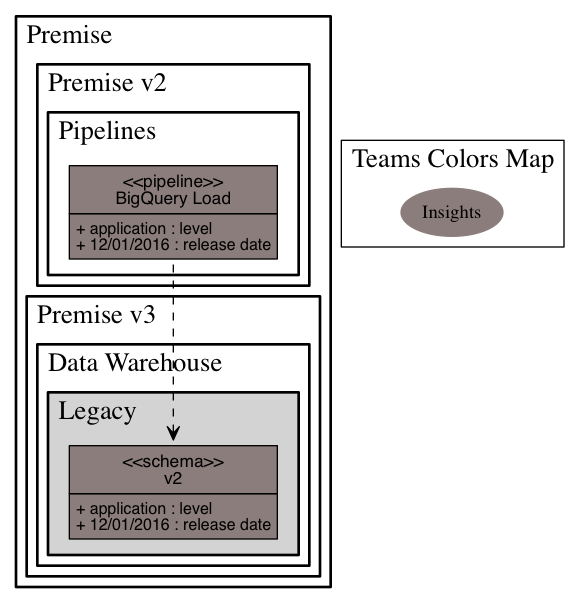 Premise
Premise v2
Pipelines
<<pipeline>>
BigQuery Load
+ application : level
+ 12/01/2016 : release date
Premise v3
Data Warehouse
Legacy
<<schema>>
v2
+ application : level
+ 12/01/2016 : release date
Teams Colors Map
Insights